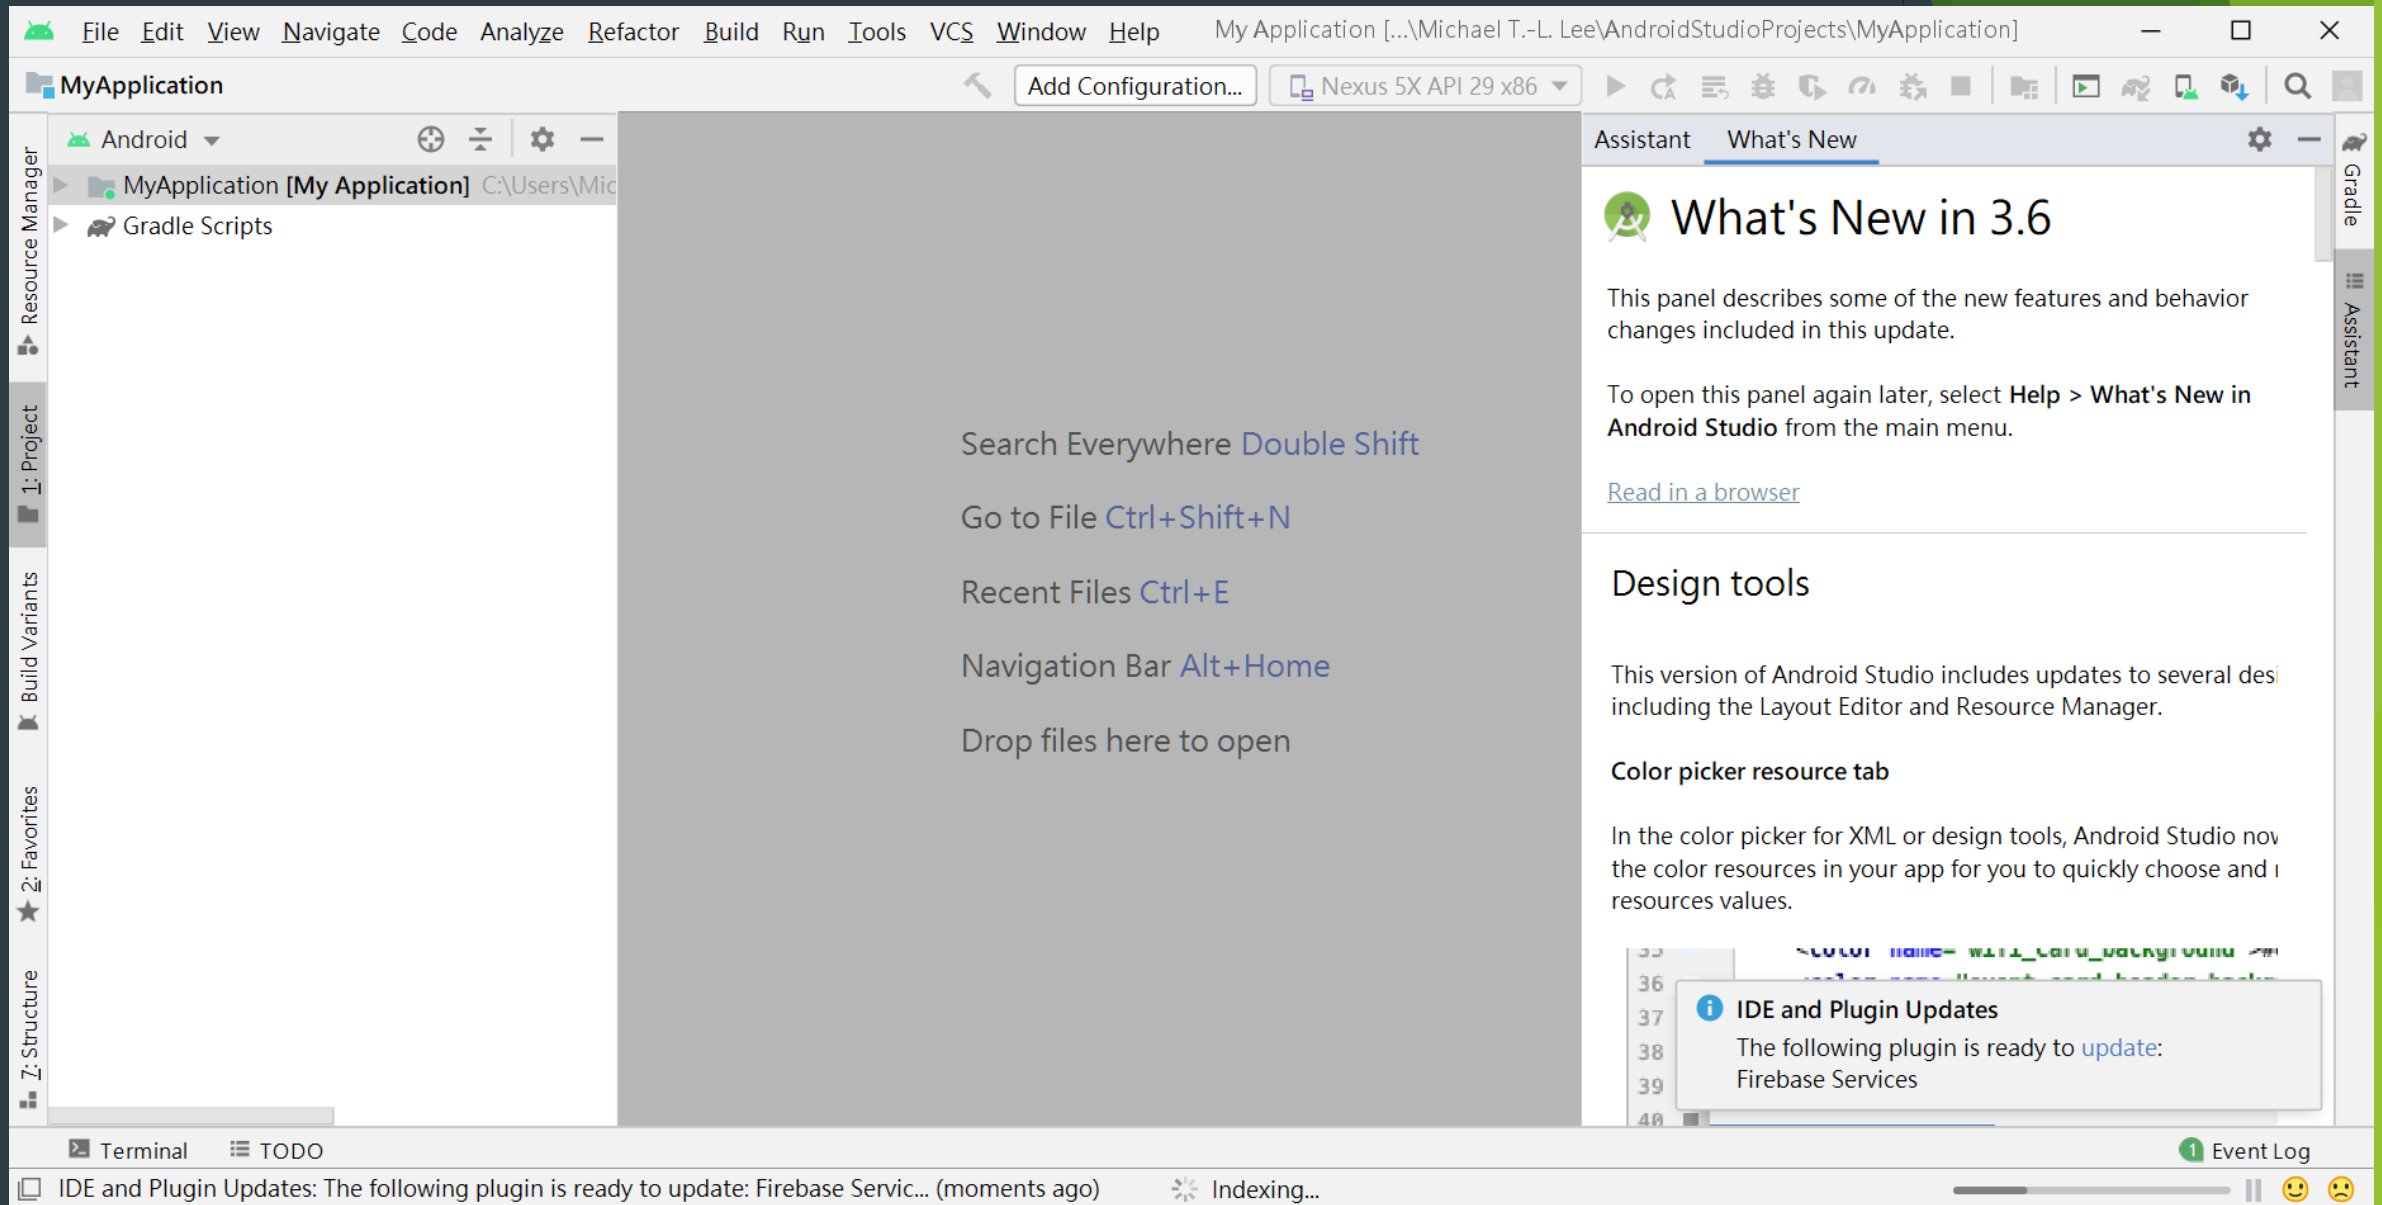 File Edit View Navigate Code Analyze Refactor Build Run Tools VCS Window Help My Application [...\Michael T.-L. Lee\AndroidStudioProjects\MyApplication]
MyApplication Add Configuration... Nexus 5X API 29 x86
Resource Manager
1: Project
Build Variants
2: Favorites
7: Structure
Android
MyApplication [My Application] C:\Users\Mic
Gradle Scripts
Search Everywhere Double Shift
Go to File Ctrl+Shift+N
Recent Files Ctrl+E
Navigation Bar Alt+Home
Drop files here to open
Assistant What's New
What's New in 3.6
This panel describes some of the new features and behavior
changes included in this update.
To open this panel again later, select Help > What's New in
Android Studio from the main menu.
Read in a browser
Design tools
This version of Android Studio includes updates to several desi
including the Layout Editor and Resource Manager.
Color picker resource tab
In the color picker for XML or design tools, Android Studio now
the color resources in your app for you to quickly choose and
resources values.
35 <color name="wifi_card_background">
36
37
38
39
40
IDE and Plugin Updates
The following plugin is ready to update:
Firebase Services
Gradle
Assistant
Terminal TODO 1 Event Log
IDE and Plugin Updates: The following plugin is ready to update: Firebase Servic... (moments ago) Indexing...